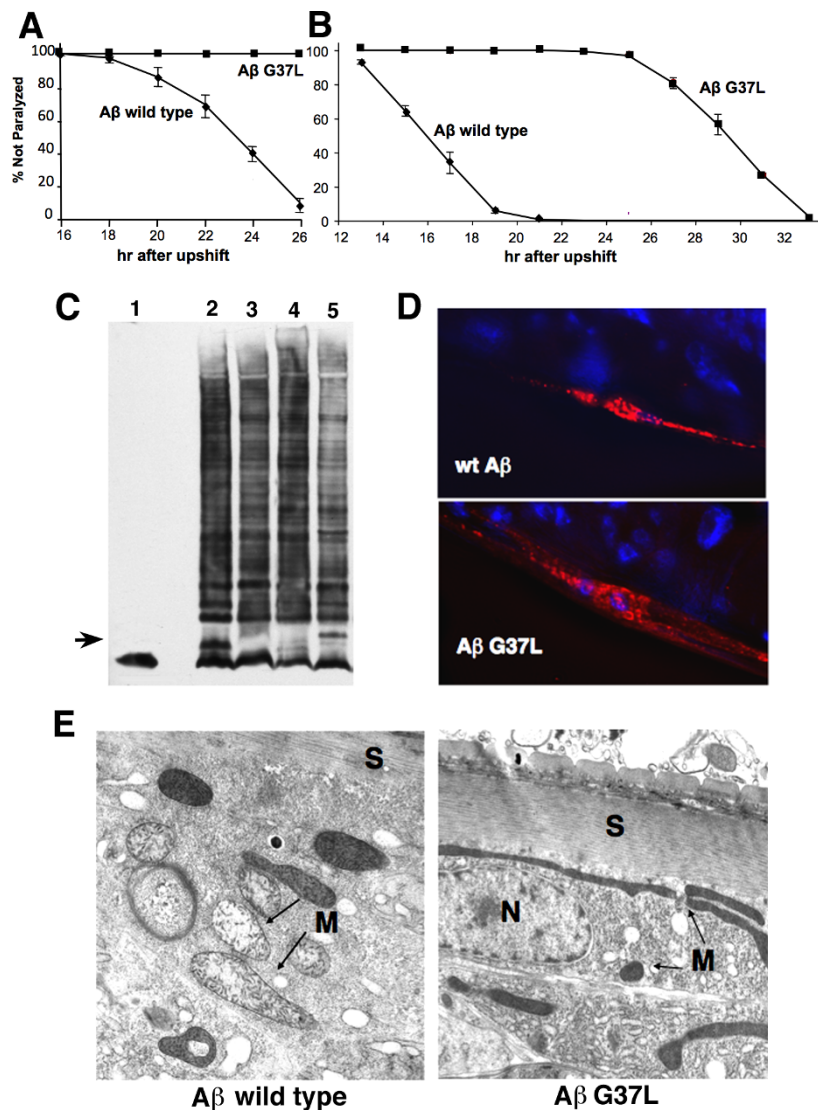 A
100
80
60
40
20
0
% Not Paralyzed
Aβ G37L
Aβ wild type
16 18 20 22 24 26
hr after upshift
B
100
80
60
40
20
0
Aβ G37L
Aβ wild type
12 14 16 18 20 22 24 26 28 30 32
hr after upshift
C
1 2 3 4 5
D
wt Aβ
Aβ G37L
E
S
M
Aβ wild type
S
N
M
Aβ G37L